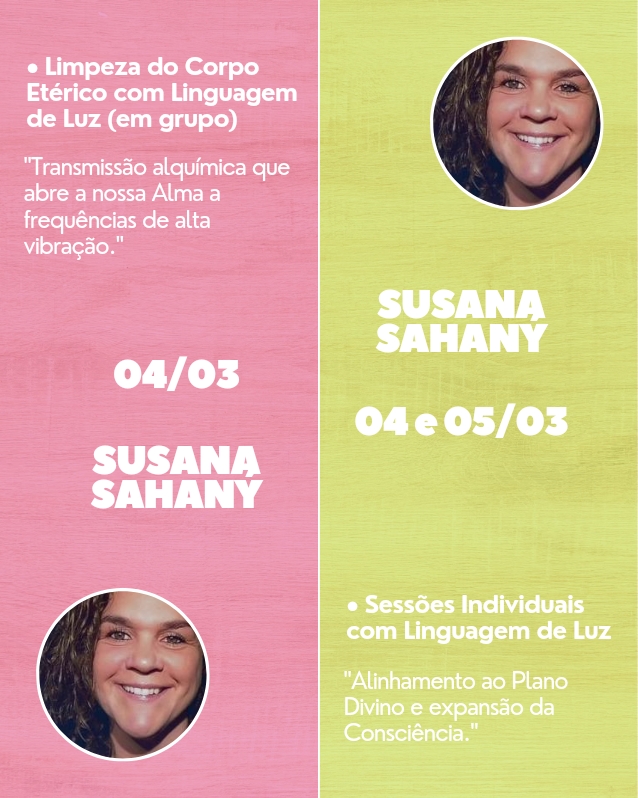 • Limpeza do Corpo
Etérico com Linguagem
de Luz (em grupo)
"Transmissão alquímica que
abre a nossa Alma a
frequências de alta
vibração."
04/03
SUSANA
SAHANÝ
SUSANA
SAHANÝ
04 e 05/03
• Sessões Individuais
com Linguagem de Luz
"Alinhamento ao Plano
Divino e expansão da
Consciência."